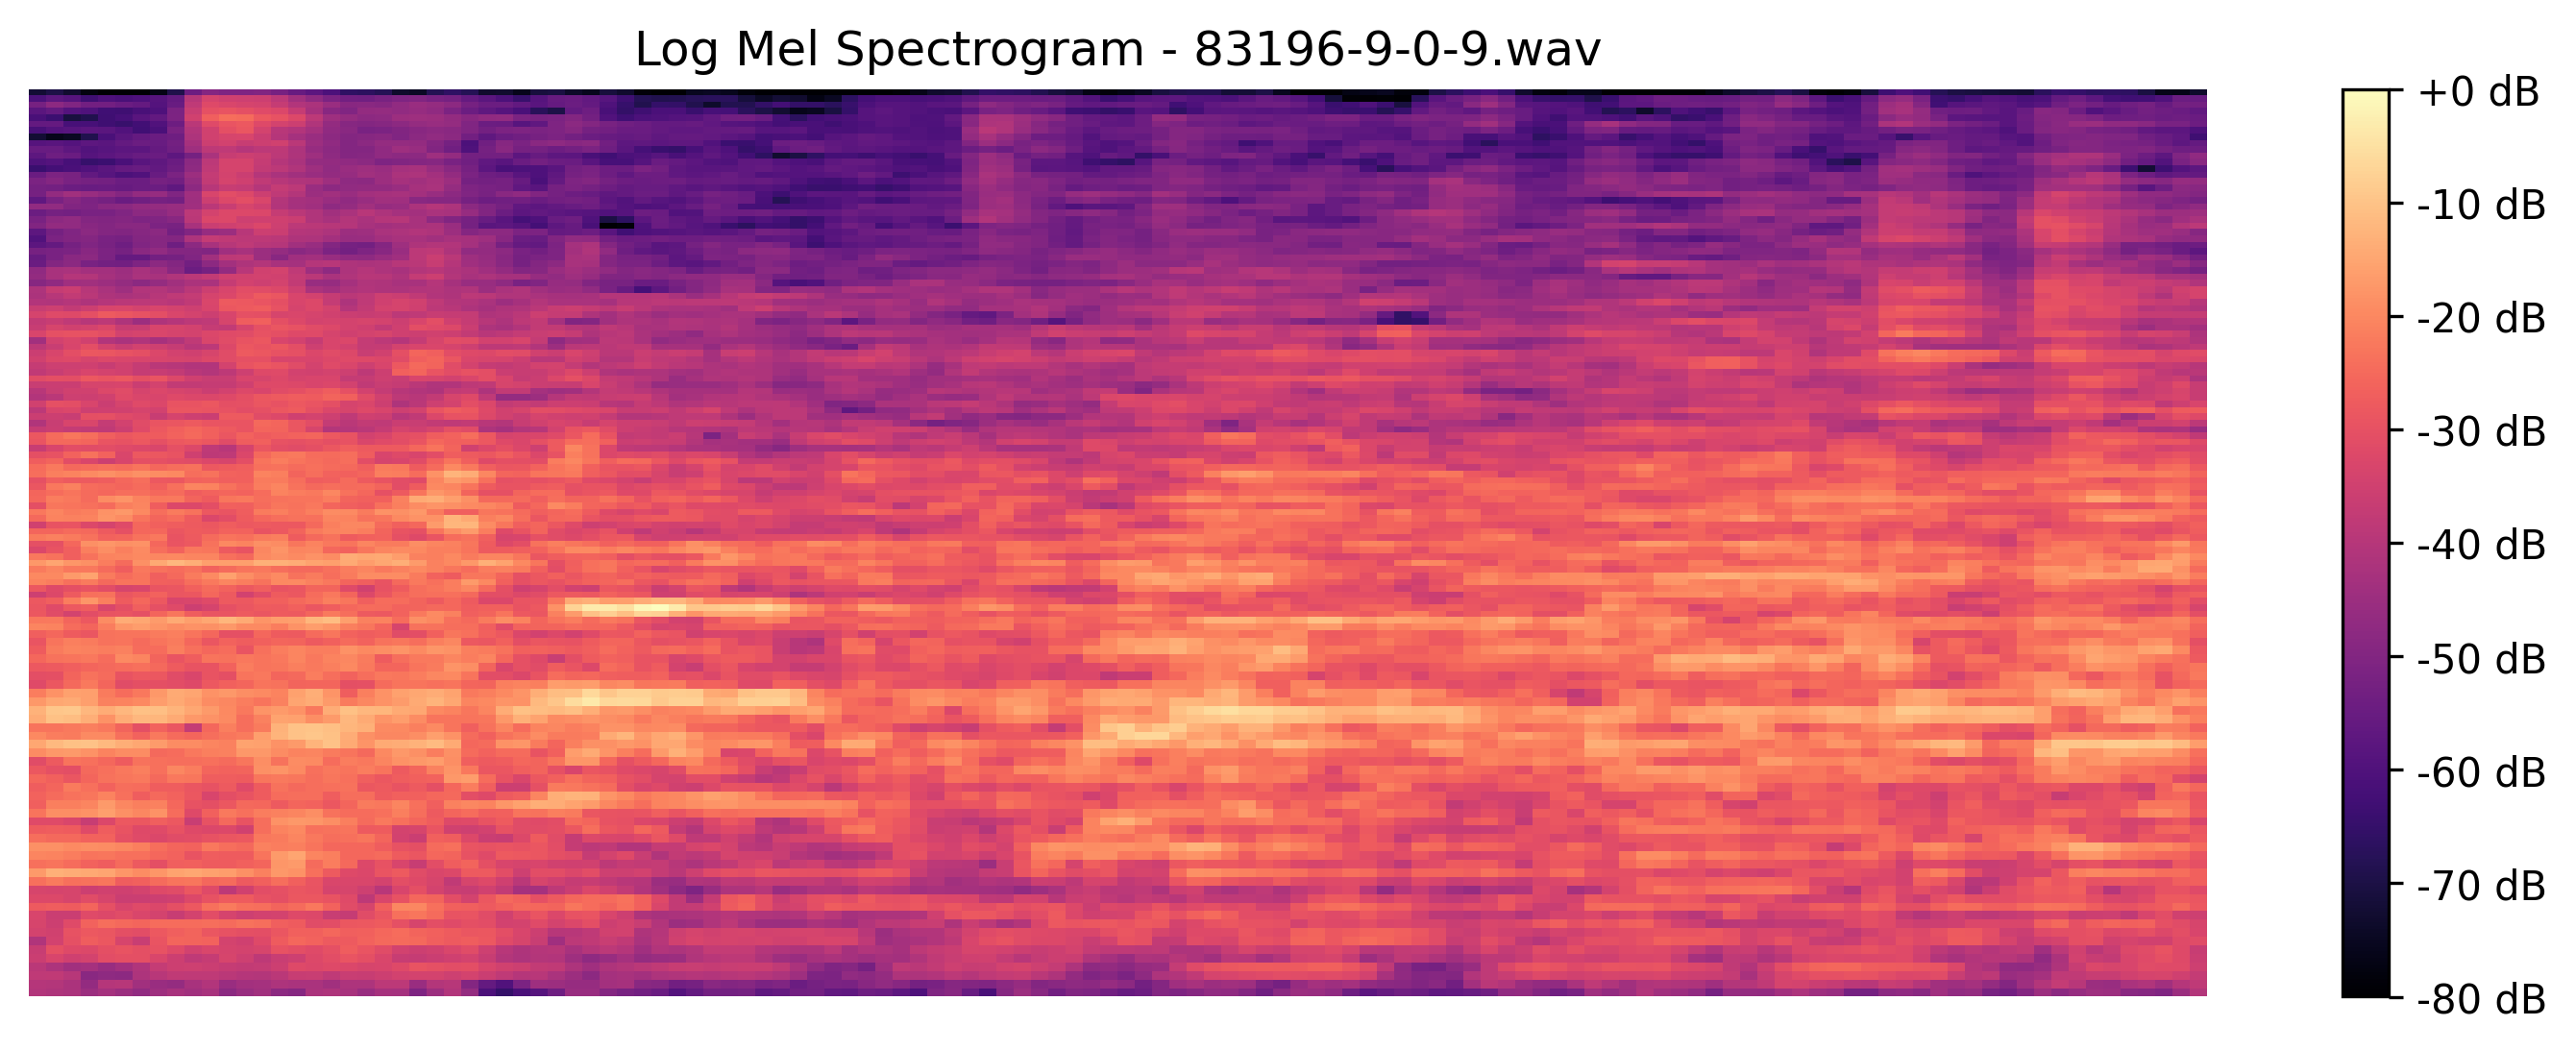 Log Mel Spectrogram - 83196-9-0-9.wav
+0 dB
-10 dB
-20 dB
-30 dB
-40 dB
-50 dB
-60 dB
-70 dB
-80 dB